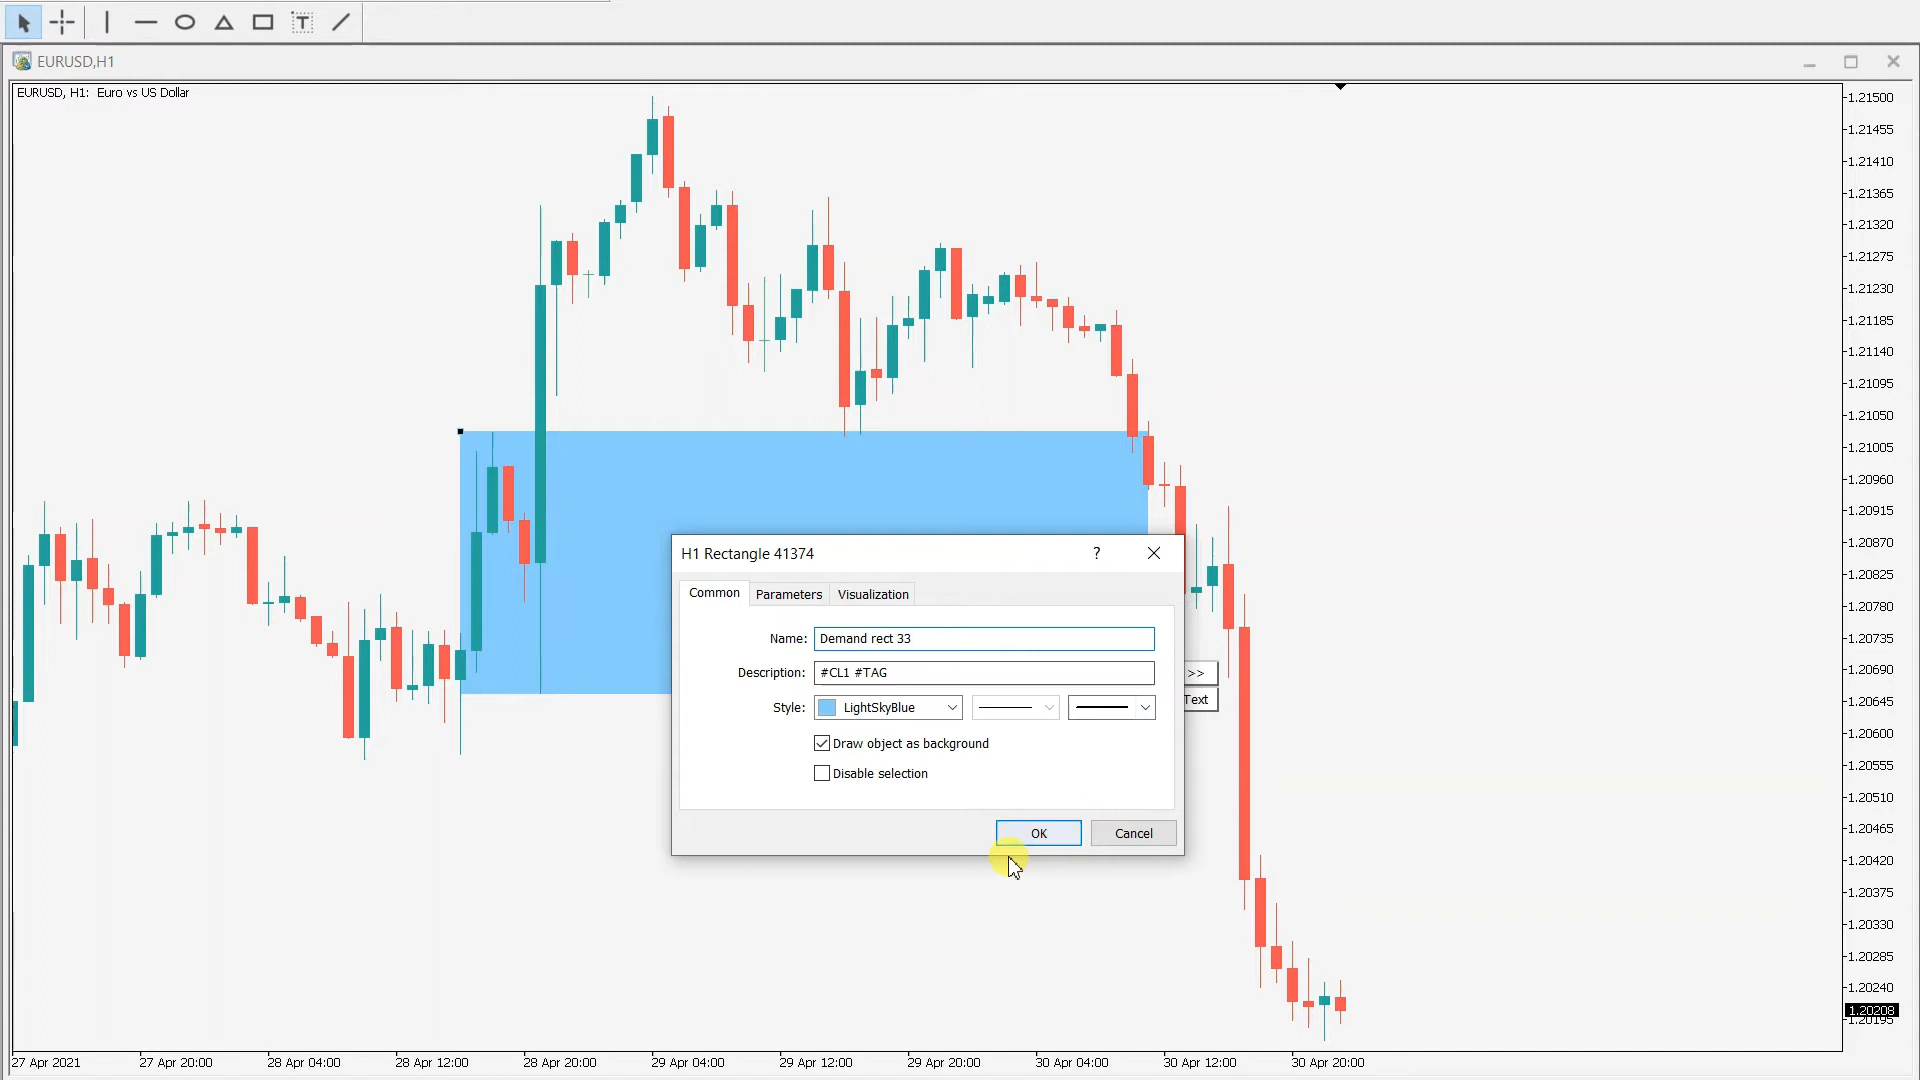 T
EURUSD,H1
EURUSD, H1: Euro vs US Dollar
1.21500
1.21455
1.21410
1.21365
1.21320
1.21275
1.21230
1.21185
1.21140
1.21095
1.21050
1.21005
1.20960
1.20915
1.20870
1.20825
1.20780
1.20735
1.20690
1.20645
1.20600
1.20555
1.20510
1.20465
1.20420
1.20375
1.20330
1.20285
1.20240
1.20208
1.20195
H1 Rectangle 41374
?
Common Parameters Visualization
Name: Demand rect 33
Description: #CL1 #TAG
Style: LightSkyBlue
Draw object as background
Disable selection
OK Cancel
>>
Text
27 Apr 2021 27 Apr 20:00 28 Apr 04:00 28 Apr 12:00 28 Apr 20:00 29 Apr 04:00 29 Apr 12:00 29 Apr 20:00 30 Apr 04:00 30 Apr 12:00 30 Apr 20:00